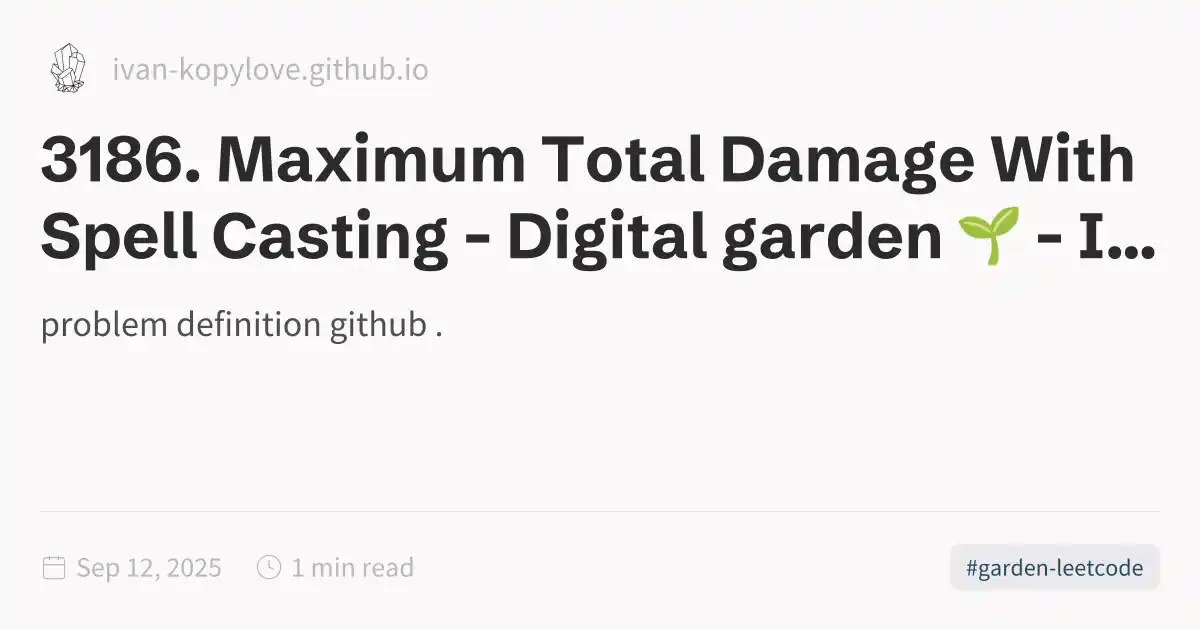 ivan-kopylove.github.io
3186. Maximum Total Damage With
Spell Casting - Digital garden 🌱 - I...
problem definition github .
Sep 12, 2025 1 min read #garden-leetcode